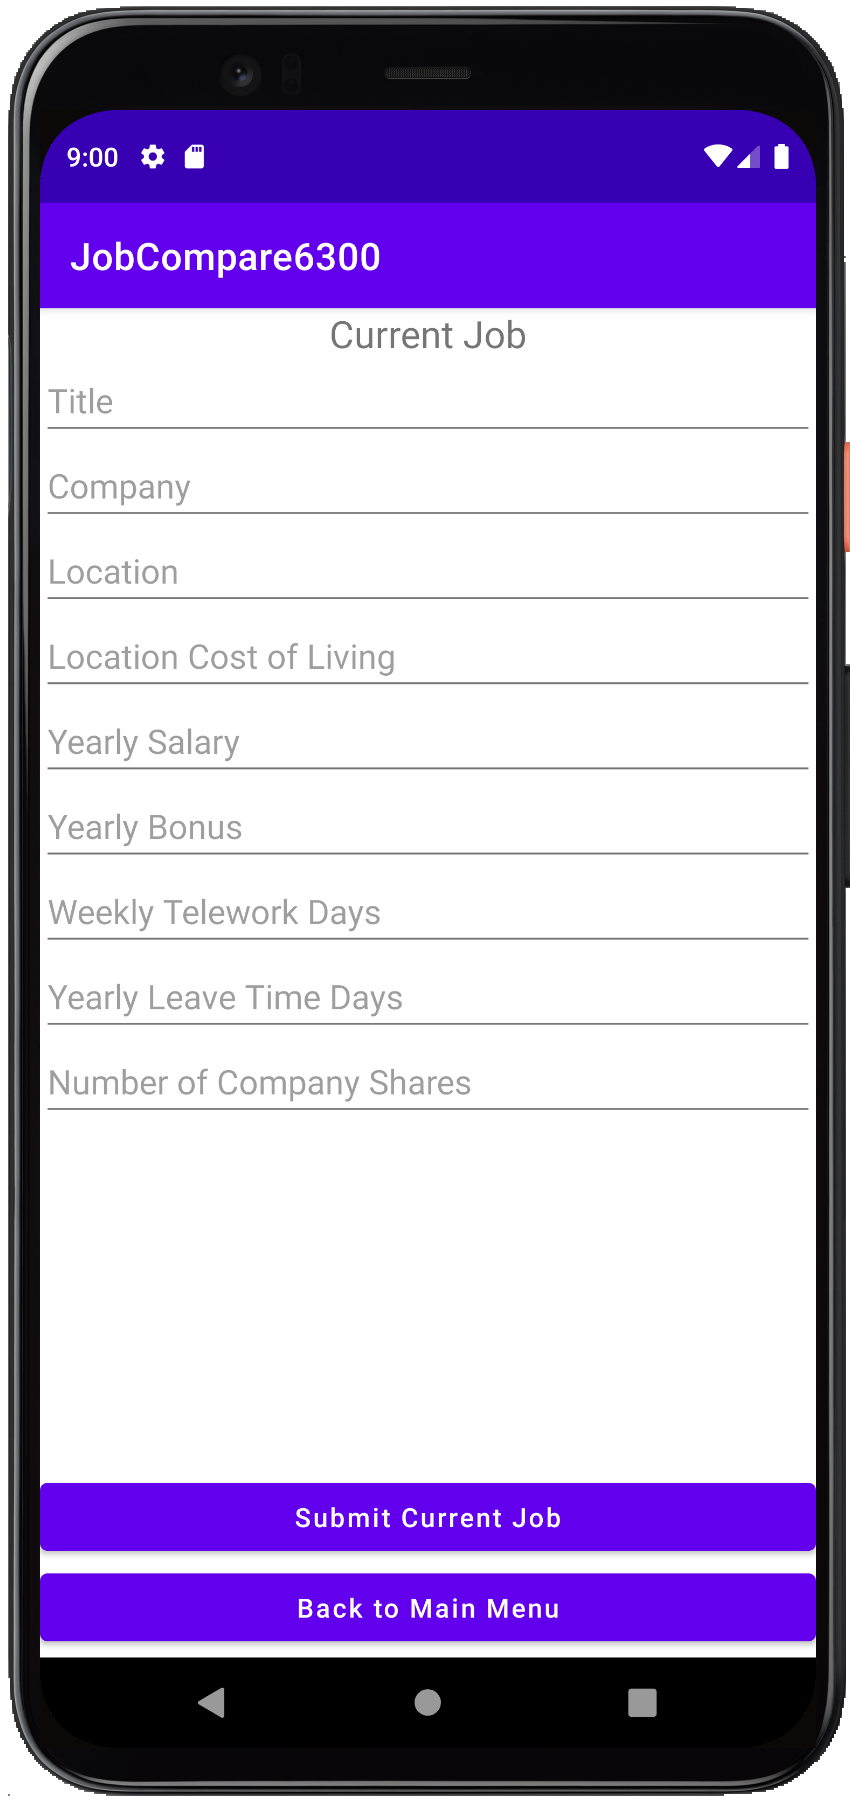 9:00
JobCompare6300
Current Job
Title
Company
Location
Location Cost of Living
Yearly Salary
Yearly Bonus
Weekly Telework Days
Yearly Leave Time Days
Number of Company Shares
Submit Current Job
Back to Main Menu